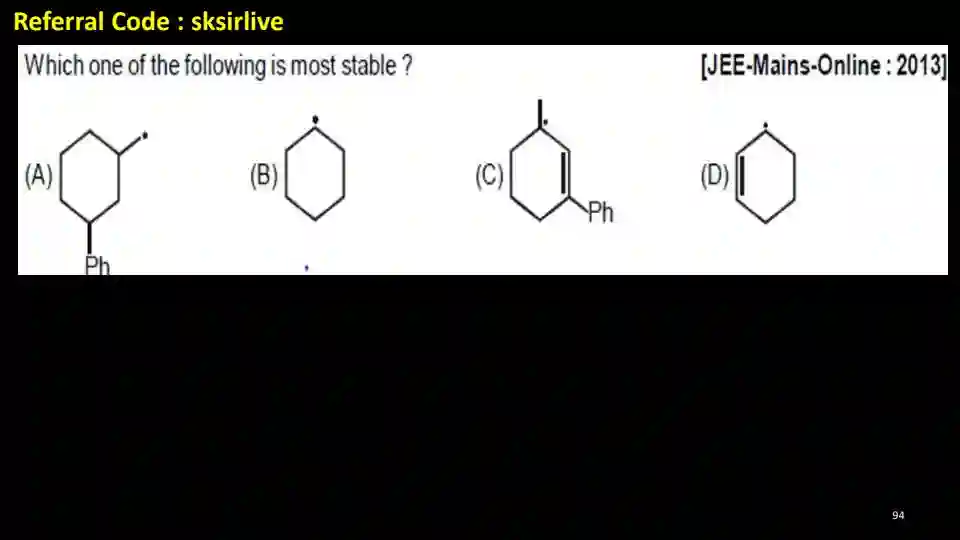 Referral Code : sksirlive
Which one of the following is most stable ? [JEE-Mains-Online : 2013]
(A) (B) (C) (D)
Ph
Ph
94